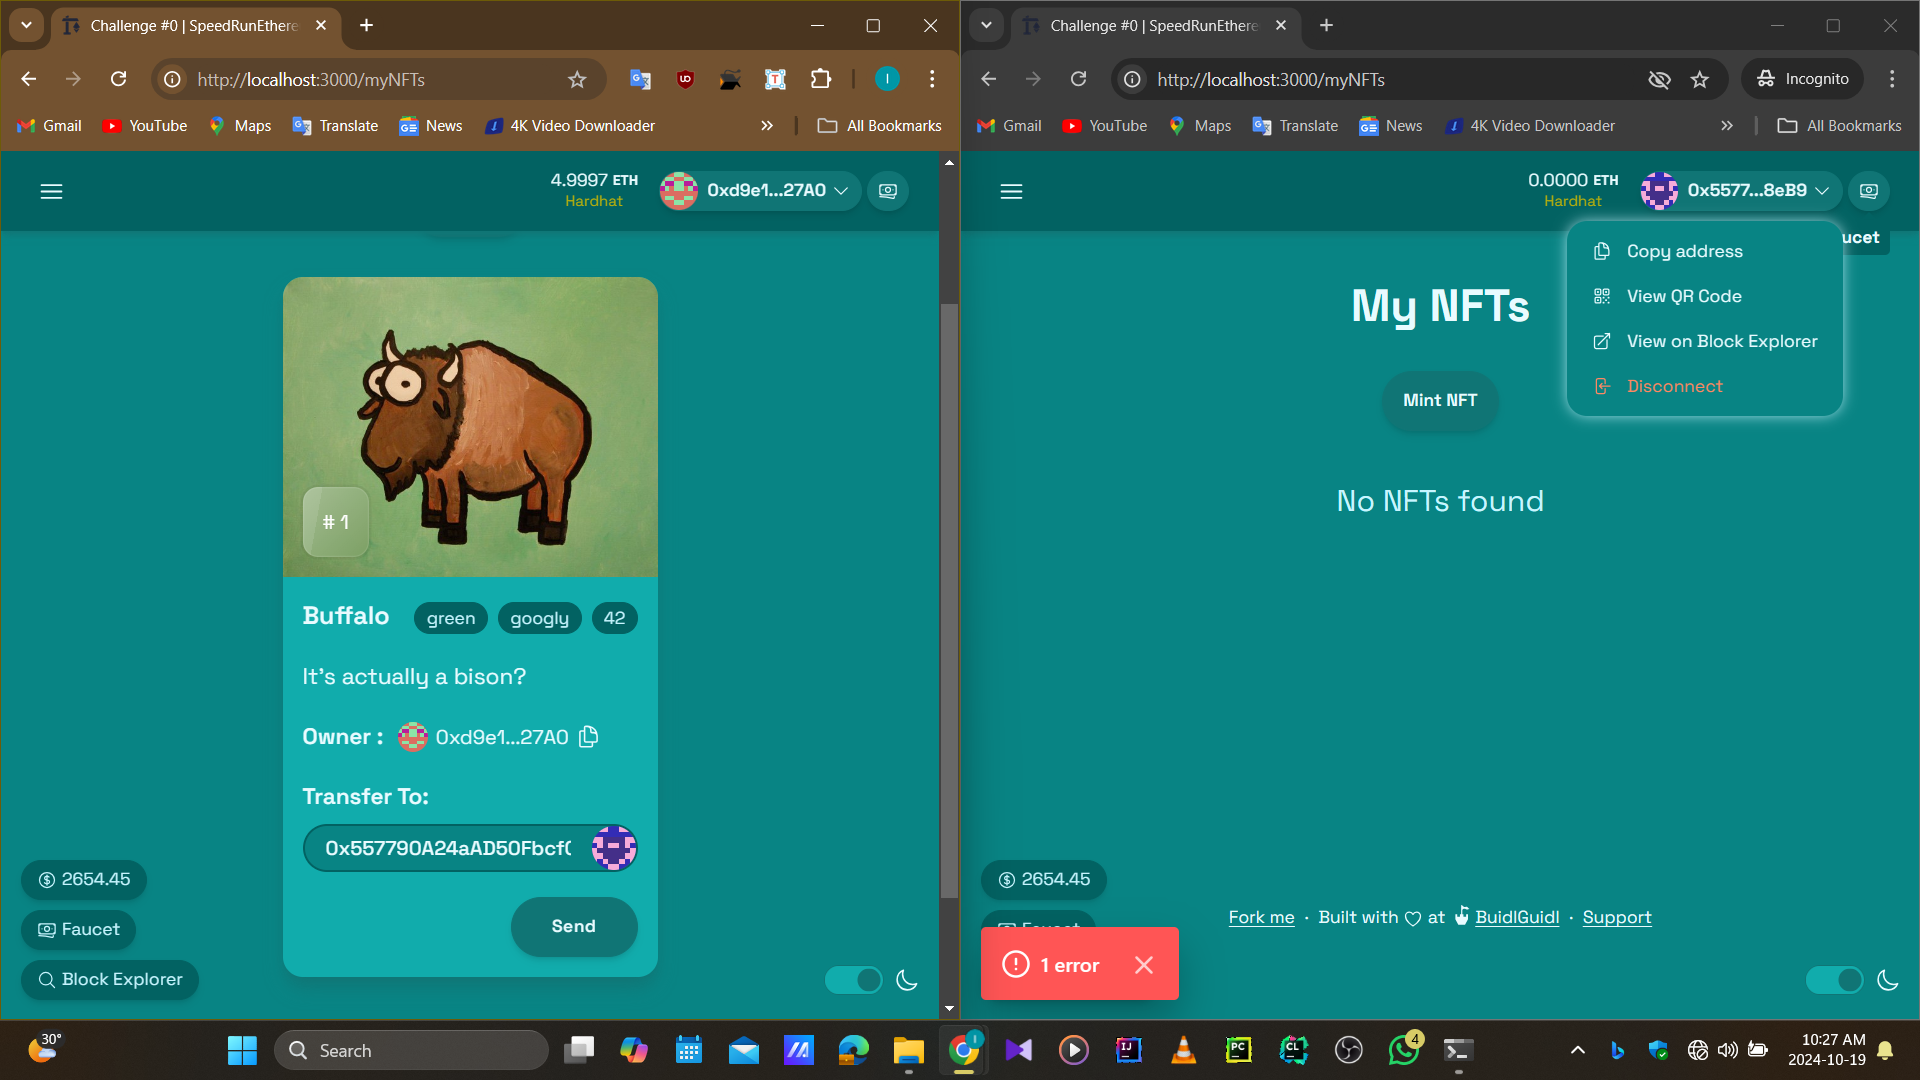 Challenge #0 | SpeedRunEthere
http://localhost:3000/myNFTs
Gmail
YouTube
Maps
Translate
News
4K Video Downloader
All Bookmarks
4.9997 ETH
Hardhat
0xd9e1...27A0
# 1
Buffalo
green
googly
42
It's actually a bison?
Owner :
0xd9e1...27A0
Transfer To:
0x557790A24aAD50Fbcf
Send
2654.45
Faucet
Block Explorer
Challenge #0 | SpeedRunEthere
http://localhost:3000/myNFTs
Incognito
Gmail
YouTube
Maps
Translate
News
4K Video Downloader
All Bookmarks
0.0000 ETH
Hardhat
0x5577...8eB9
ucet
Copy address
View QR Code
View on Block Explorer
Disconnect
My NFTs
Mint NFT
No NFTs found
2654.45
Faucet
Fork me · Built with at BuidlGuidl · Support
1 error
30°
Search
4
10:27 AM
2024-10-19